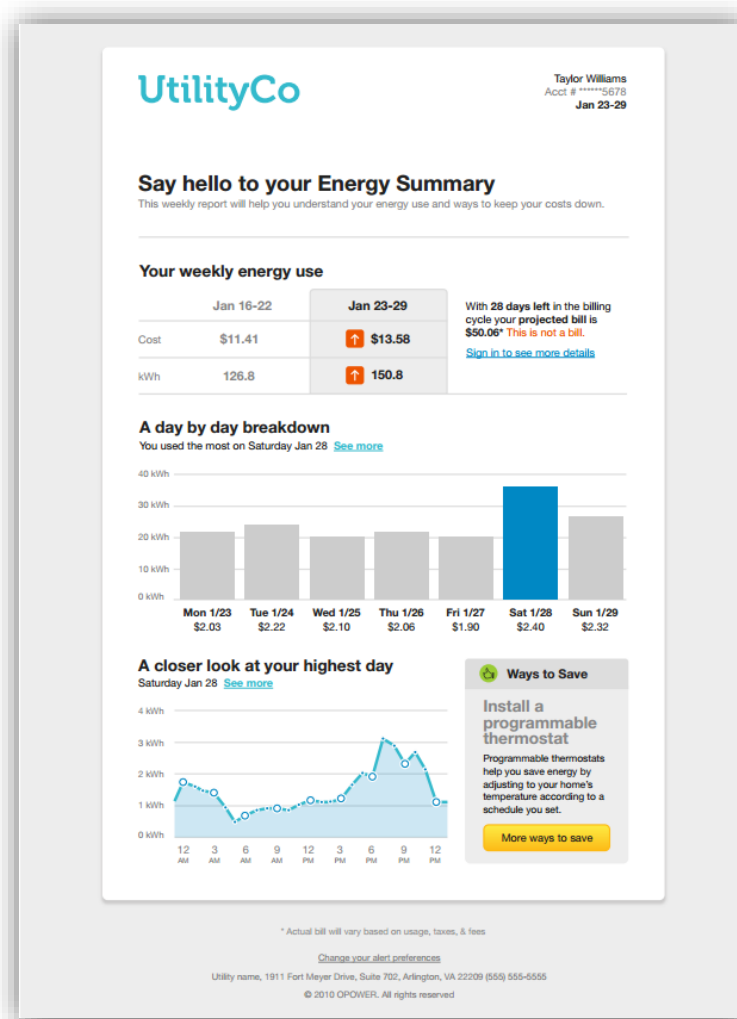 UtilityCo
Taylor Williams
Acct # ******5678
Jan 23-29
Say hello to your Energy Summary
This weekly report will help you understand your energy use and ways to keep your costs down.
Your weekly energy use
Jan 16-22
Jan 23-29
Cost
$11.41
$13.58
kWh
126.8
150.8
With 28 days left in the billing
cycle your projected bill is
$50.06* This is not a bill.
Sign in to see more details
A day by day breakdown
You used the most on Saturday Jan 28 See more
40 kWh
30 kWh
20 kWh
10 kWh
0 kWh
Mon 1/23 Tue 1/24 Wed 1/25 Thu 1/26 Fri 1/27 Sat 1/28 Sun 1/29
$2.03 $2.22 $2.10 $2.06 $1.90 $2.40 $2.32
A closer look at your highest day
Saturday Jan 28 See more
4 kWh
3 kWh
2 kWh
1 kWh
0 kWh
12 3 6 9 12 3 6 9 12
AM AM AM AM PM PM PM PM PM
Ways to Save
Install a
programmable
thermostat
Programmable thermostats
help you save energy by
adjusting to your home's
temperature according to a
schedule you set.
More ways to save
* Actual bill will vary based on usage, taxes, & fees
Change your alert preferences
Utility name, 1911 Fort Meyer Drive, Suite 702, Arlington, VA 22209 (555) 555-5555
© 2010 OPOWER. All rights reserved